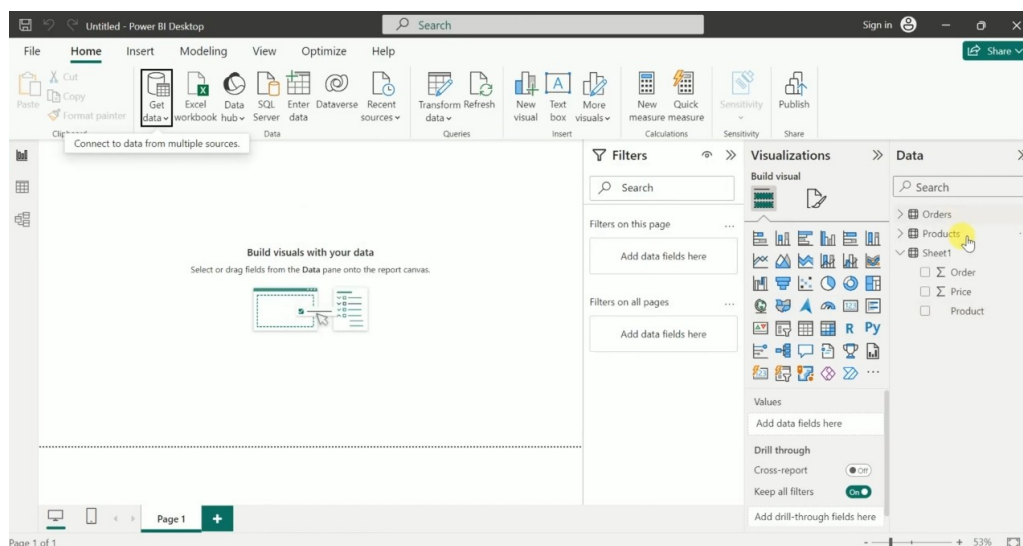 Untitled - Power BI Desktop
Search
Sign in
File Home Insert Modeling View Optimize Help
Share
Paste
Cut
Copy
Format painter
Get data
Excel workbook
Data hub
SQL Server
Enter data
Dataverse
Recent sources
Transform data
Refresh
New visual
Text box
More visuals
New measure
Quick measure
Sensitivity
Publish
Data
Queries
Insert
Calculations
Sensitivity
Share
Connect to data from multiple sources.
Build visuals with your data
Select or drag fields from the Data pane onto the report canvas.
Filters
Search
Filters on this page
Add data fields here
Filters on all pages
Add data fields here
Visualizations
Build visual
123
R
Py
Values
Add data fields here
Drill through
Cross-report
Off
Keep all filters
On
Add drill-through fields here
Data
Search
Orders
Products
Sheet1
Order
Price
Product
Page 1
Page 1 of 1
- + 53%